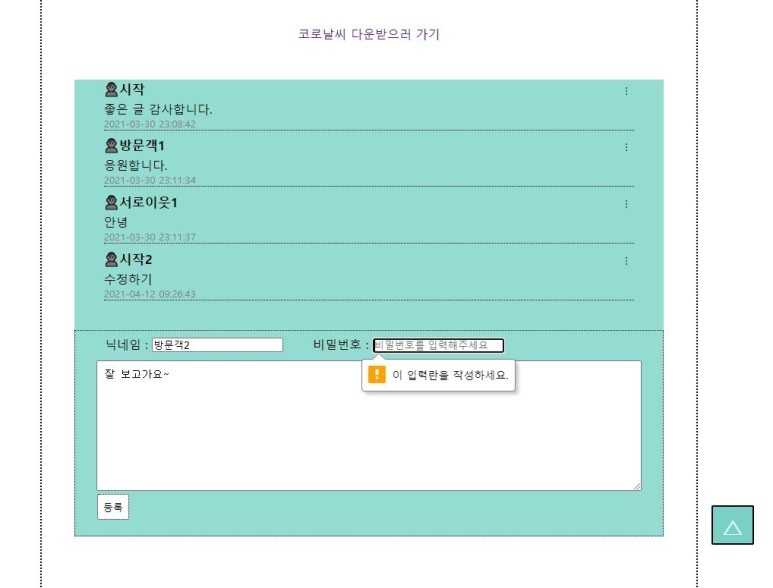 코로날씨 다운받으러 가기
시작
좋은 글 감사합니다.
2021-03-30 23:08:42
방문객1
응원합니다.
2021-03-30 23:11:34
서로이웃1
안녕
2021-03-30 23:11:37
시작2
수정하기
2021-04-12 09:26:43
닉네임 : 방문객2 비밀번호 : 비밀번호를 입력해주세요
잘 보고가요~
이 입력란을 작성하세요.
등록